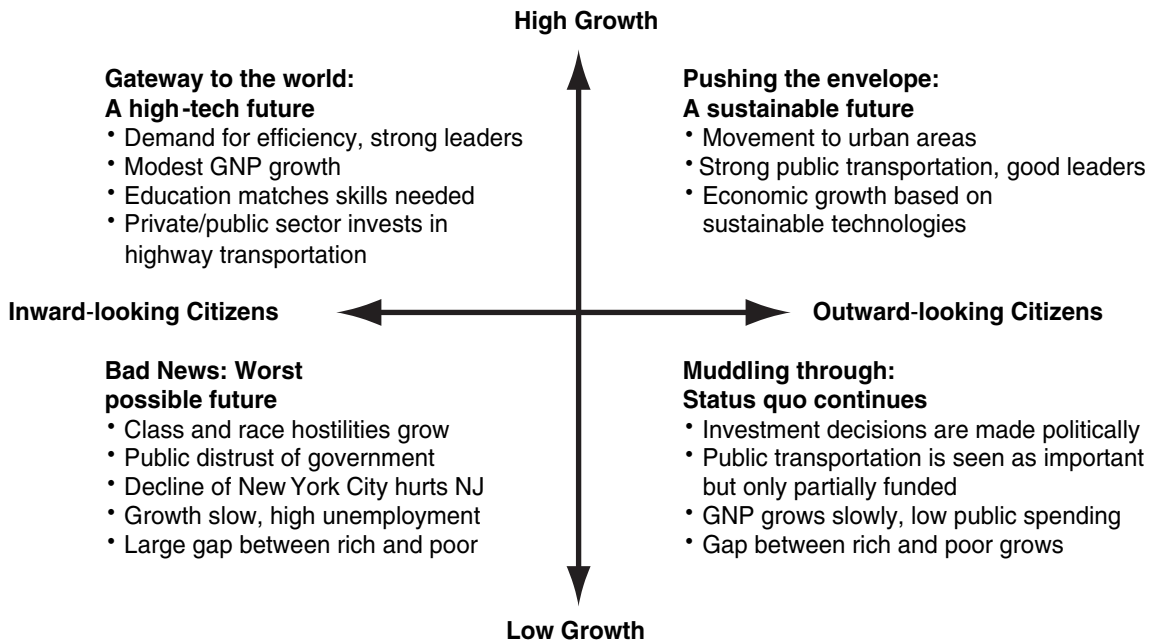 High Growth
Gateway to the world:
A high-tech future
• Demand for efficiency, strong leaders
• Modest GNP growth
• Education matches skills needed
• Private/public sector invests in
highway transportation
Pushing the envelope:
A sustainable future
• Movement to urban areas
• Strong public transportation, good leaders
• Economic growth based on
sustainable technologies
Inward-looking Citizens
Outward-looking Citizens
Bad News: Worst
possible future
• Class and race hostilities grow
• Public distrust of government
• Decline of New York City hurts NJ
• Growth slow, high unemployment
• Large gap between rich and poor
Muddling through:
Status quo continues
• Investment decisions are made politically
• Public transportation is seen as important
but only partially funded
• GNP grows slowly, low public spending
• Gap between rich and poor grows
Low Growth